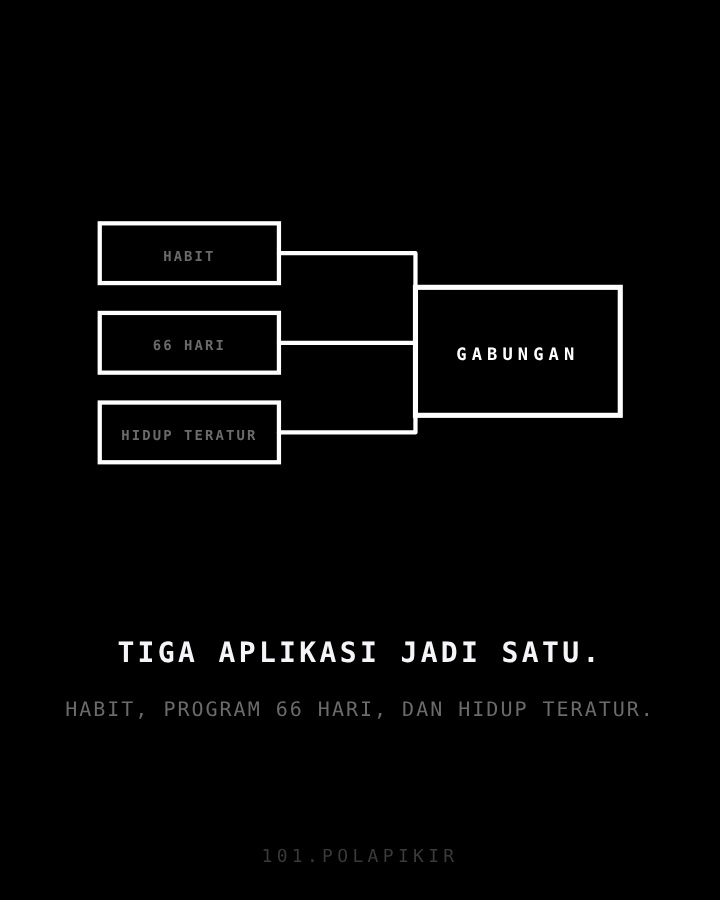 HABIT
66 HARI
HIDUP TERATUR
GABUNGAN
TIGA APLIKASI JADI SATU.
HABIT, PROGRAM 66 HARI, DAN HIDUP TERATUR.
101.POLAPIKIR